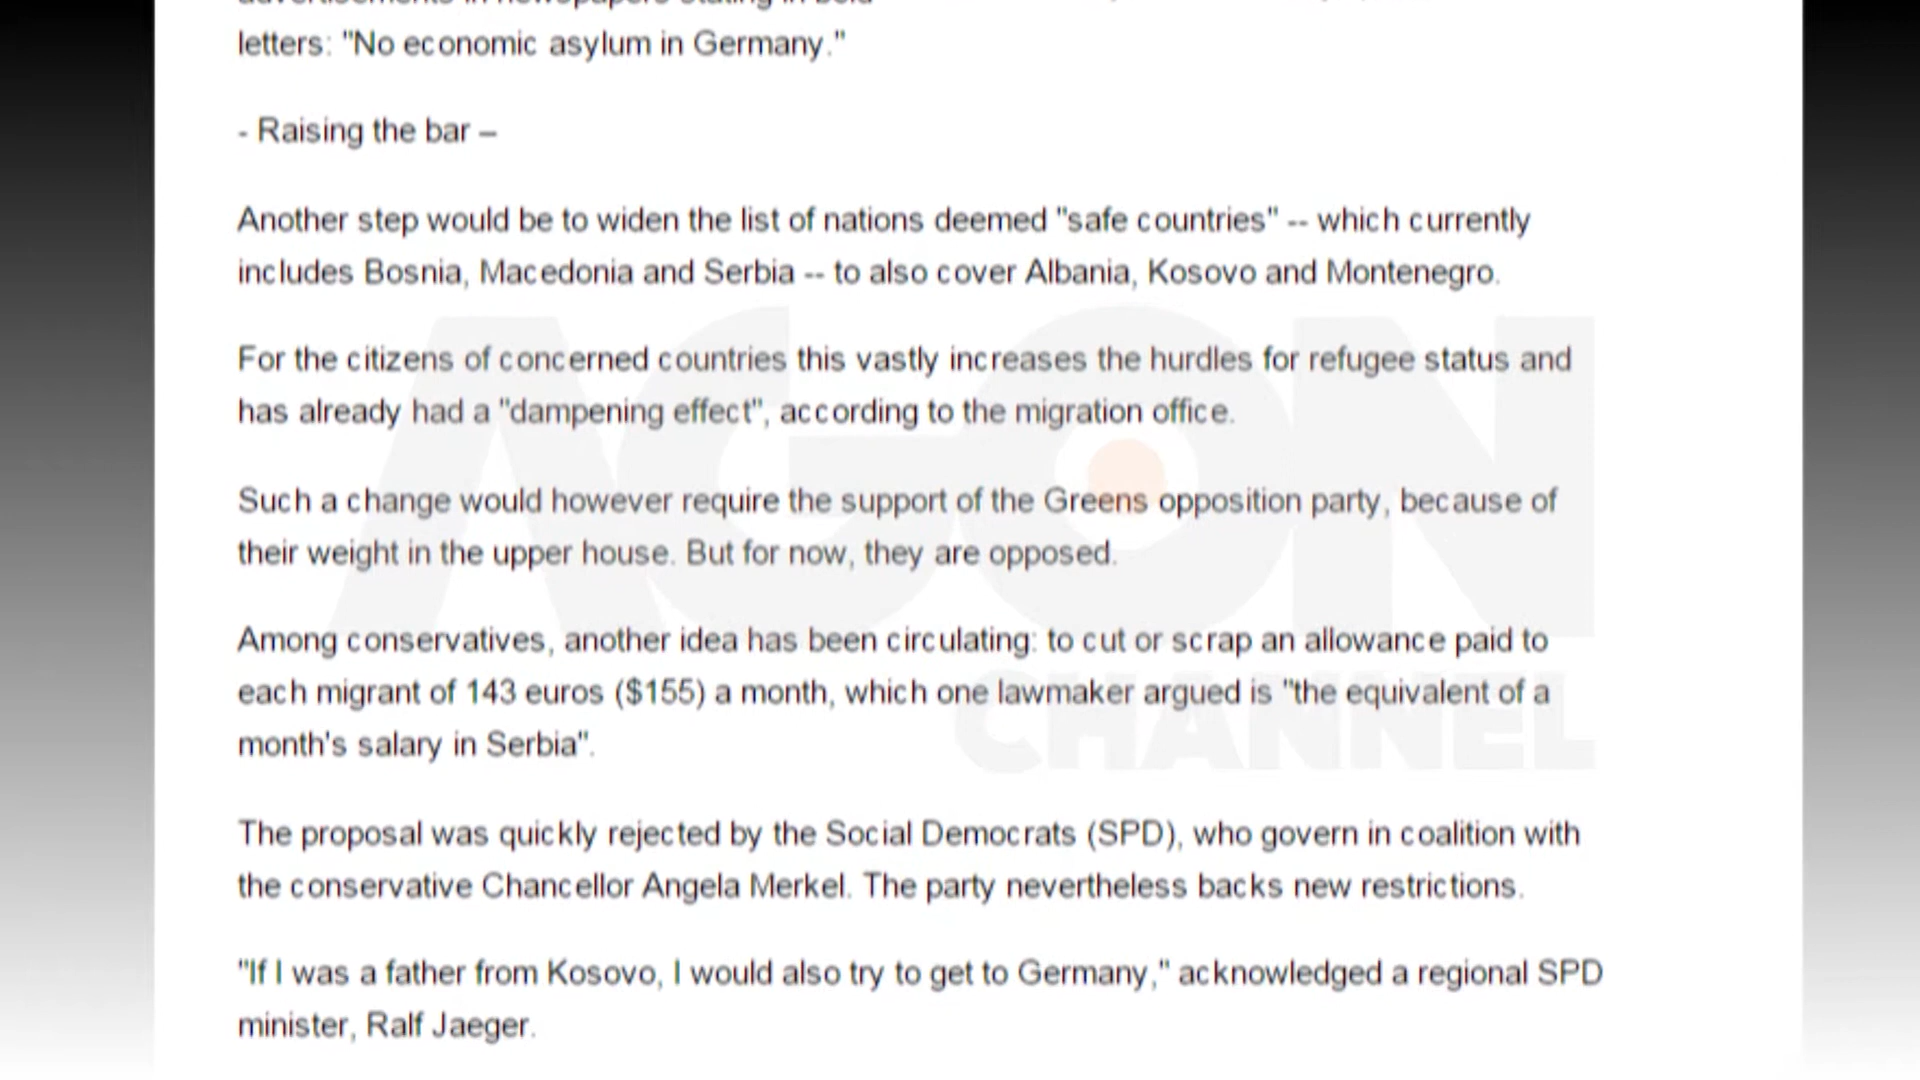 advertisements in newspapers stating in bold
letters: "No economic asylum in Germany."
- Raising the bar –
Another step would be to widen the list of nations deemed "safe countries" -- which currently
includes Bosnia, Macedonia and Serbia -- to also cover Albania, Kosovo and Montenegro.
For the citizens of concerned countries this vastly increases the hurdles for refugee status and
has already had a "dampening effect", according to the migration office.
Such a change would however require the support of the Greens opposition party, because of
their weight in the upper house. But for now, they are opposed.
Among conservatives, another idea has been circulating: to cut or scrap an allowance paid to
each migrant of 143 euros ($155) a month, which one lawmaker argued is "the equivalent of a
month's salary in Serbia".
The proposal was quickly rejected by the Social Democrats (SPD), who govern in coalition with
the conservative Chancellor Angela Merkel. The party nevertheless backs new restrictions.
"If I was a father from Kosovo, I would also try to get to Germany," acknowledged a regional SPD
minister, Ralf Jaeger.
AGON
CHANNEL